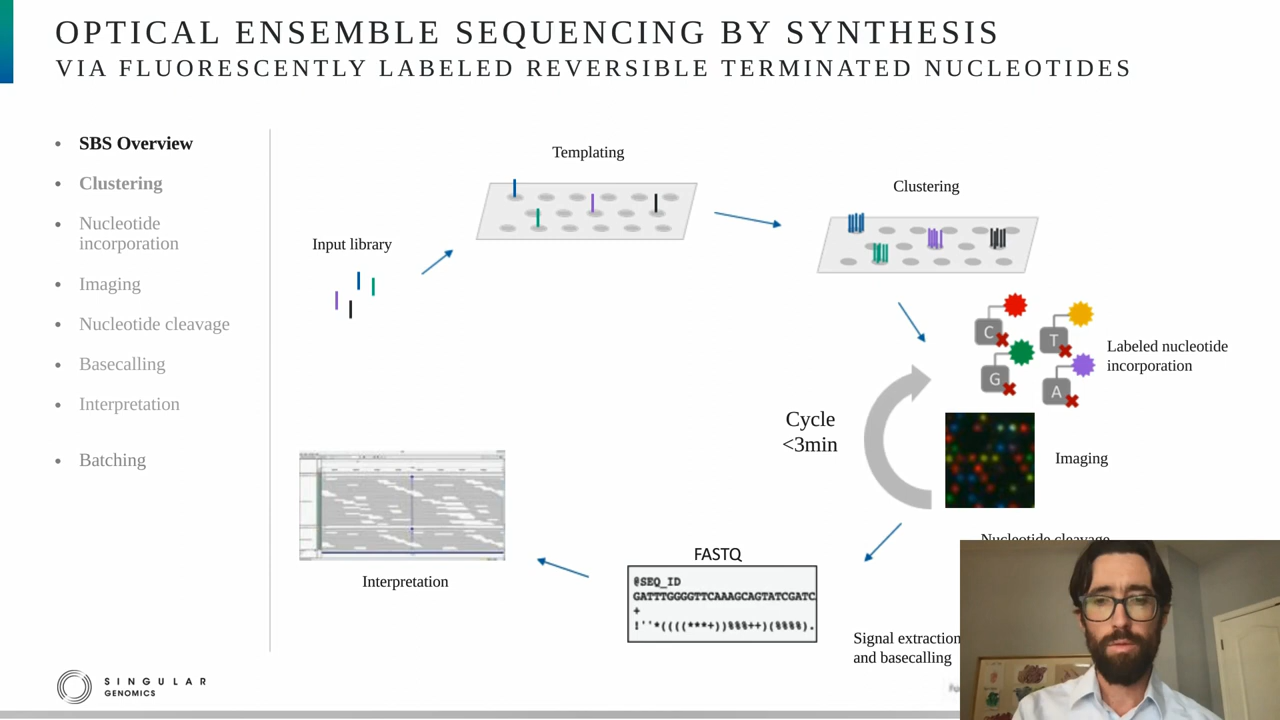 OPTICAL ENSEMBLE SEQUENCING BY SYNTHESIS
VIA FLUORESCENTLY LABELED REVERSIBLE TERMINATED NUCLEOTIDES
• SBS Overview
• Clustering
• Nucleotide
incorporation
• Imaging
• Nucleotide cleavage
• Basecalling
• Interpretation
• Batching
Input library
Templating
Clustering
C
T
G
A
Labeled nucleotide
incorporation
Cycle
<3min
Imaging
Nucleotide cleavage
Signal extraction
and basecalling
FASTQ
@SEQ_ID
GATTTGGGGTTCAAAGCAGTATCGATC
+
!''*((((***+))%%%++)(%%%%).
Interpretation
SINGULAR
GENOMICS